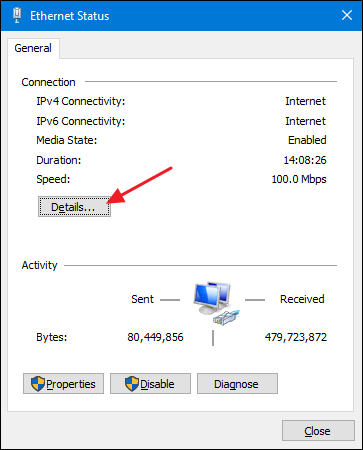 Ethernet Status
General
Connection
IPv4 Connectivity: Internet
IPv6 Connectivity: Internet
Media State: Enabled
Duration: 14:08:26
Speed: 100.0 Mbps
Details...
Activity
Sent Received
Bytes: 80,449,856 479,723,872
Properties Disable Diagnose
Close